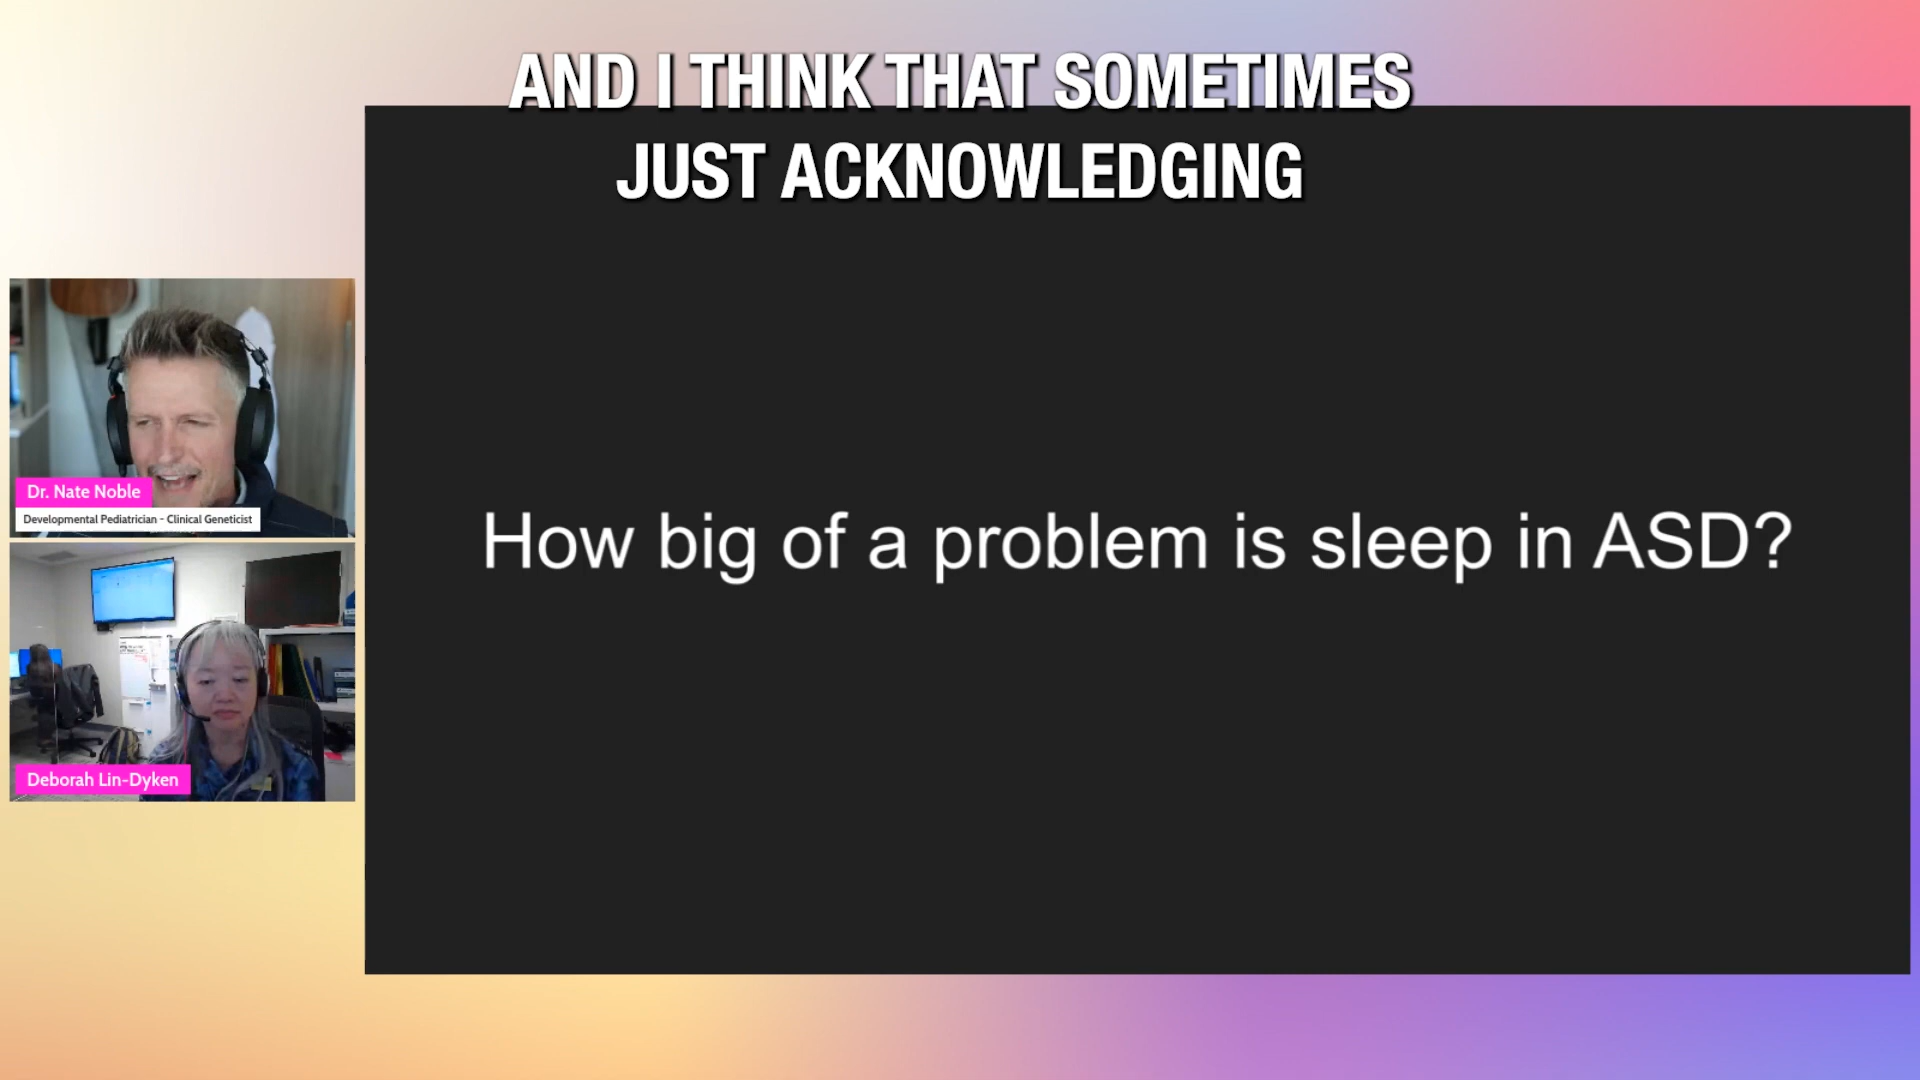 AND I THINK THAT SOMETIMES
JUST ACKNOWLEDGING
Dr. Nate Noble
Developmental Pediatrician - Clinical Geneticist
How big of a problem is sleep in ASD?
Deborah Lin-Dyken